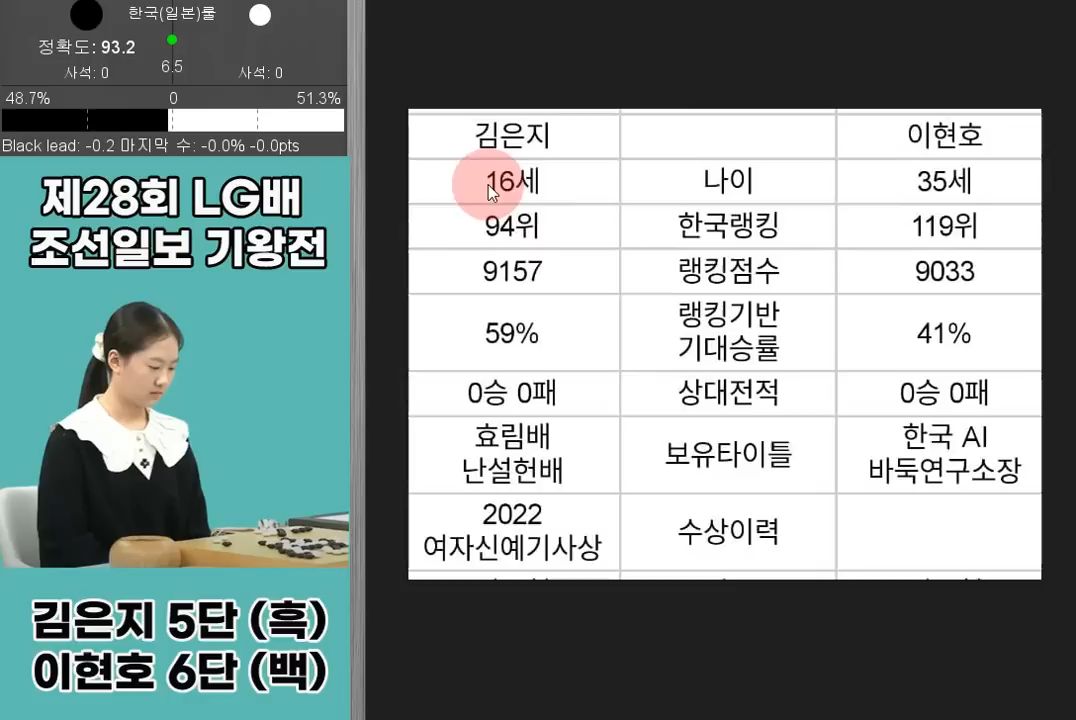 한국(일본)룰
정확도: 93.2
6.5
사석: 0
사석: 0
48.7%
0
51.3%
Black lead: -0.2 마지막 수: -0.0% -0.0pts
제28회 LG배
조선일보 기왕전
김은지 5단 (흑)
이현호 6단 (백)
김은지 이현호
16세 나이 35세
94위 한국랭킹 119위
9157 랭킹점수 9033
59% 랭킹기반 기대승률 41%
0승 0패 상대전적 0승 0패
효림배 난설헌배 보유타이틀 한국 AI 바둑연구소장
2022 여자신예기사상 수상이력